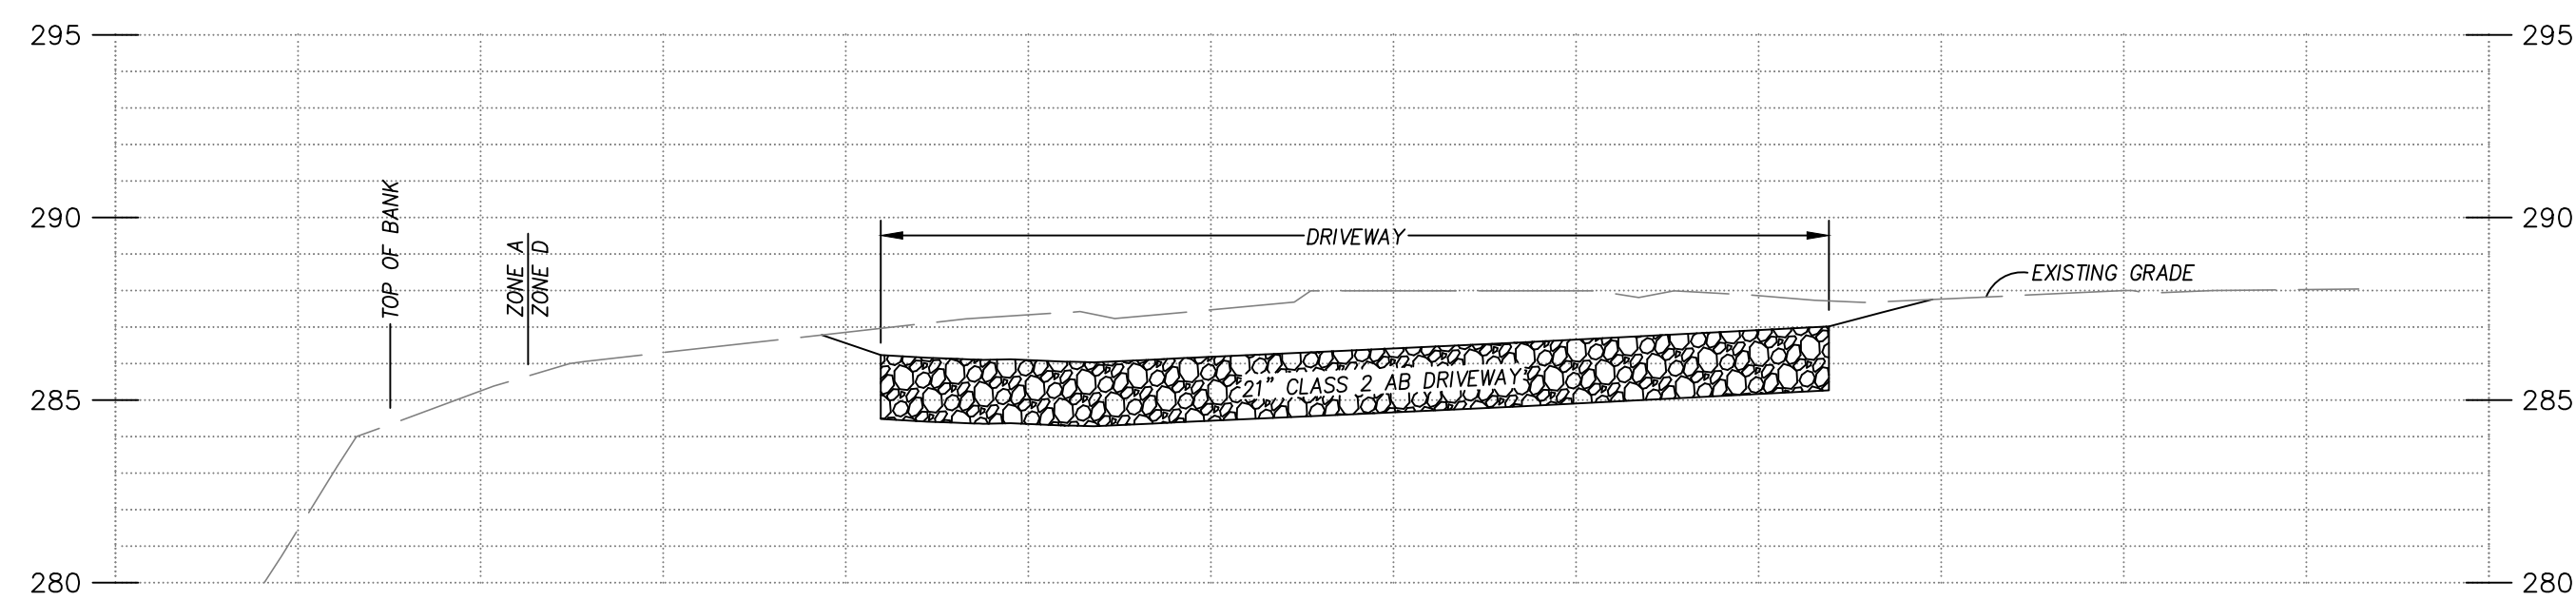 295
295
290
290
TOP OF BANK
ZONE A
ZONE D
DRIVEWAY
EXISTING GRADE
21" CLASS 2 AB DRIVEWAY
285
285
280
280